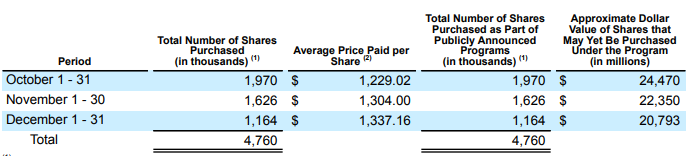 Period
Total Number of Shares
Purchased
(in thousands) (1)
Average Price Paid per
Share (2)
Total Number of Shares
Purchased as Part of
Publicly Announced
Programs
(in thousands) (1)
Approximate Dollar
Value of Shares that
May Yet Be Purchased
Under the Program
(in millions)
October 1 - 31 1,970 $ 1,229.02 1,970 $ 24,470
November 1 - 30 1,626 $ 1,304.00 1,626 $ 22,350
December 1 - 31 1,164 $ 1,337.16 1,164 $ 20,793
Total 4,760 4,760